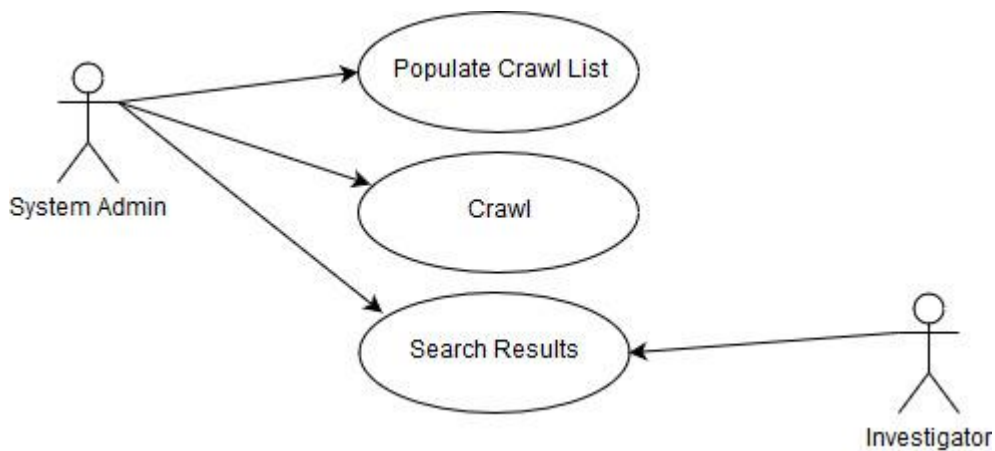 Populate Crawl List
System Admin
Crawl
Search Results
Investigator